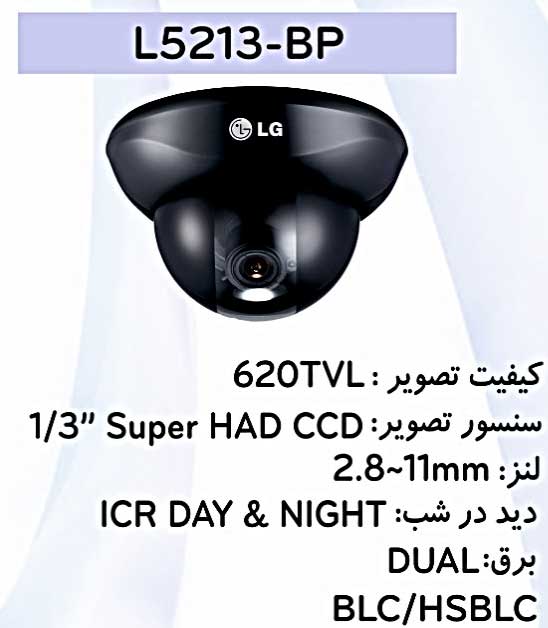 L5213-BP
LG
کیفیت تصویر : 620TVL
سنسور تصویر: 1/3" Super HAD CCD
لنز: 2.8~11mm
دید در شب: ICR DAY & NIGHT
برق: DUAL
BLC/HSBLC